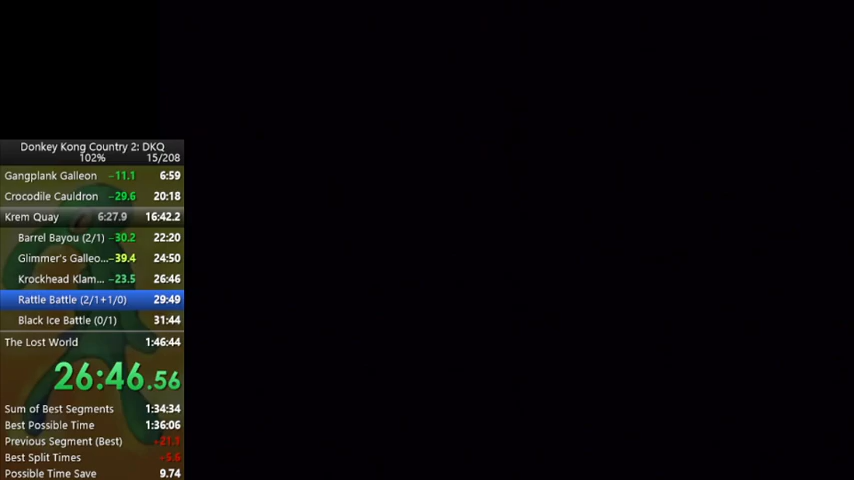 Donkey Kong Country 2: DKQ
102% 15/208
Gangplank Galleon -11.1 6:59
Crocodile Cauldron -29.6 20:18
Krem Quay 6:27.9 16:42.2
Barrel Bayou (2/1) -30.2 22:20
Glimmer's Galleo... -39.4 24:50
Krockhead Klam... -23.5 26:46
Rattle Battle (2/1+1/0) 29:49
Black Ice Battle (0/1) 31:44
The Lost World 1:46:44
26:46.56
Sum of Best Segments 1:34:34
Best Possible Time 1:36:06
Previous Segment (Best) +21.1
Best Split Times +5.6
Possible Time Save 9.74